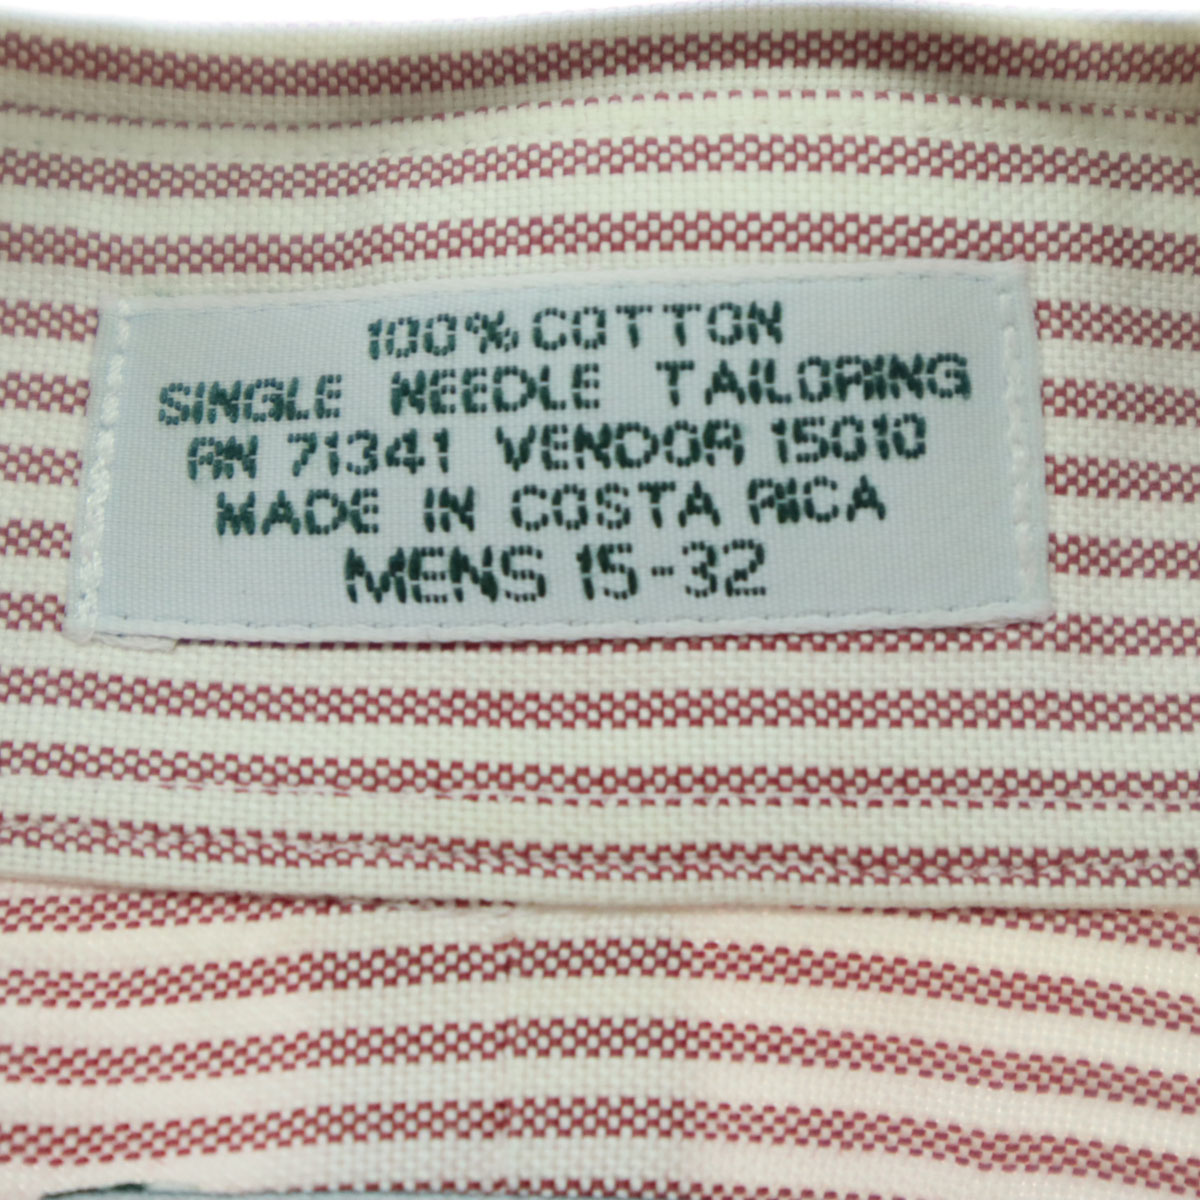 100% COTTON
SINGLE NEEDLE TAILORING
RN 71341 VENDOR 15010
MADE IN COSTA RICA
MENS 15-32